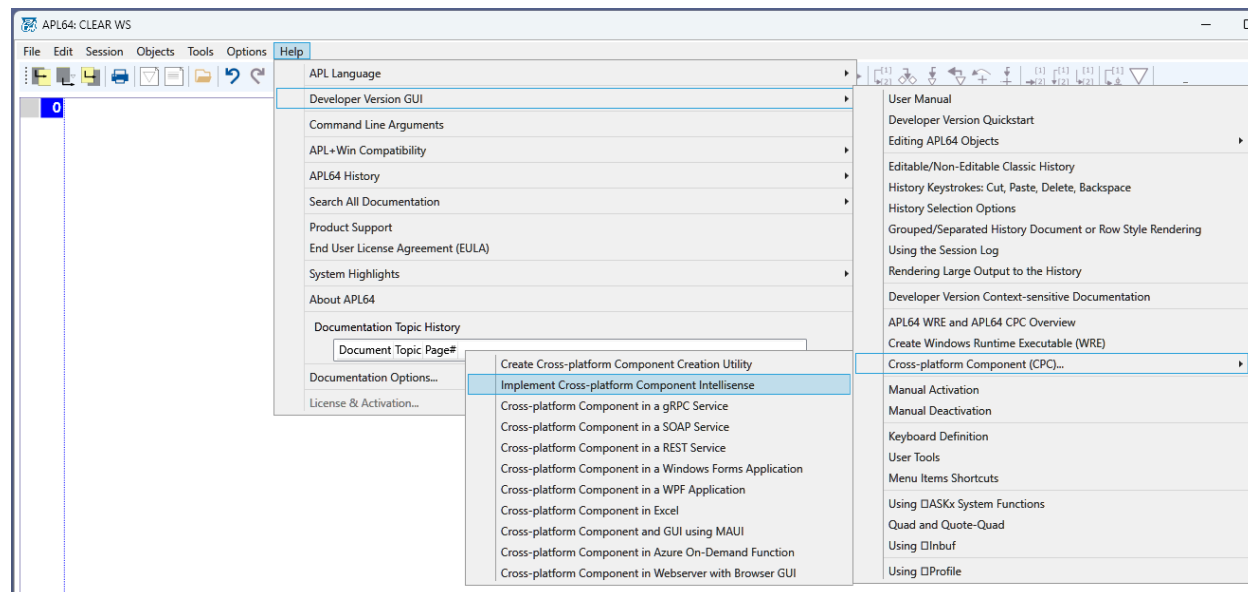 APL64: CLEAR WS
File Edit Session Objects Tools Options Help
0
APL Language
Developer Version GUI
Command Line Arguments
APL+Win Compatibility
APL64 History
Search All Documentation
Product Support
End User License Agreement (EULA)
System Highlights
About APL64
Documentation Topic History
Document Topic Page#
Documentation Options...
License & Activation...
User Manual
Developer Version Quickstart
Editing APL64 Objects
Editable/Non-Editable Classic History
History Keystrokes: Cut, Paste, Delete, Backspace
History Selection Options
Grouped/Separated History Document or Row Style Rendering
Using the Session Log
Rendering Large Output to the History
Developer Version Context-sensitive Documentation
APL64 WRE and APL64 CPC Overview
Create Windows Runtime Executable (WRE)
Cross-platform Component (CPC)...
Manual Activation
Manual Deactivation
Keyboard Definition
User Tools
Menu Items Shortcuts
Using ⎕ASKx System Functions
Quad and Quote-Quad
Using ⎕Inbuf
Using ⎕Profile
Create Cross-platform Component Creation Utility
Implement Cross-platform Component Intellisense
Cross-platform Component in a gRPC Service
Cross-platform Component in a SOAP Service
Cross-platform Component in a REST Service
Cross-platform Component in a Windows Forms Application
Cross-platform Component in a WPF Application
Cross-platform Component in Excel
Cross-platform Component and GUI using MAUI
Cross-platform Component in Azure On-Demand Function
Cross-platform Component in Webserver with Browser GUI